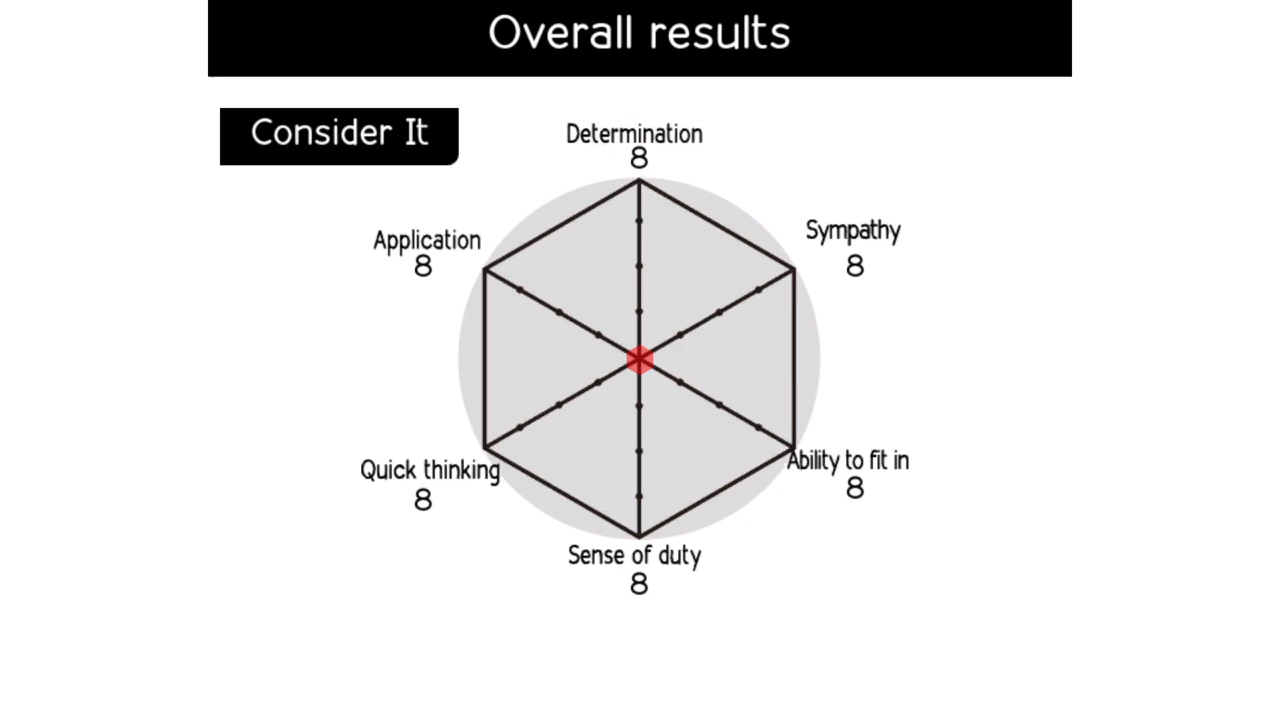 Overall results
Consider It
Determination
8
Application
8
Sympathy
8
Quick thinking
8
Ability to fit in
8
Sense of duty
8